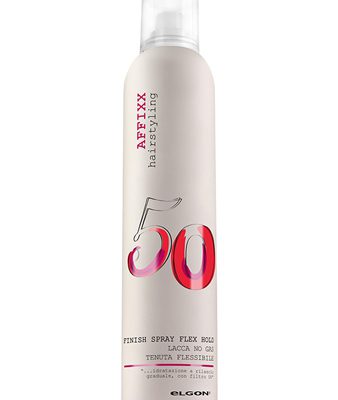 AFFIXX
hairstyling
50
FINISH SPRAY FLEX HOLD
LACCA NO GAS
TENUTA FLESSIBILE
"...idratazione a rilascio
graduale, con filtro UV"
ELGON